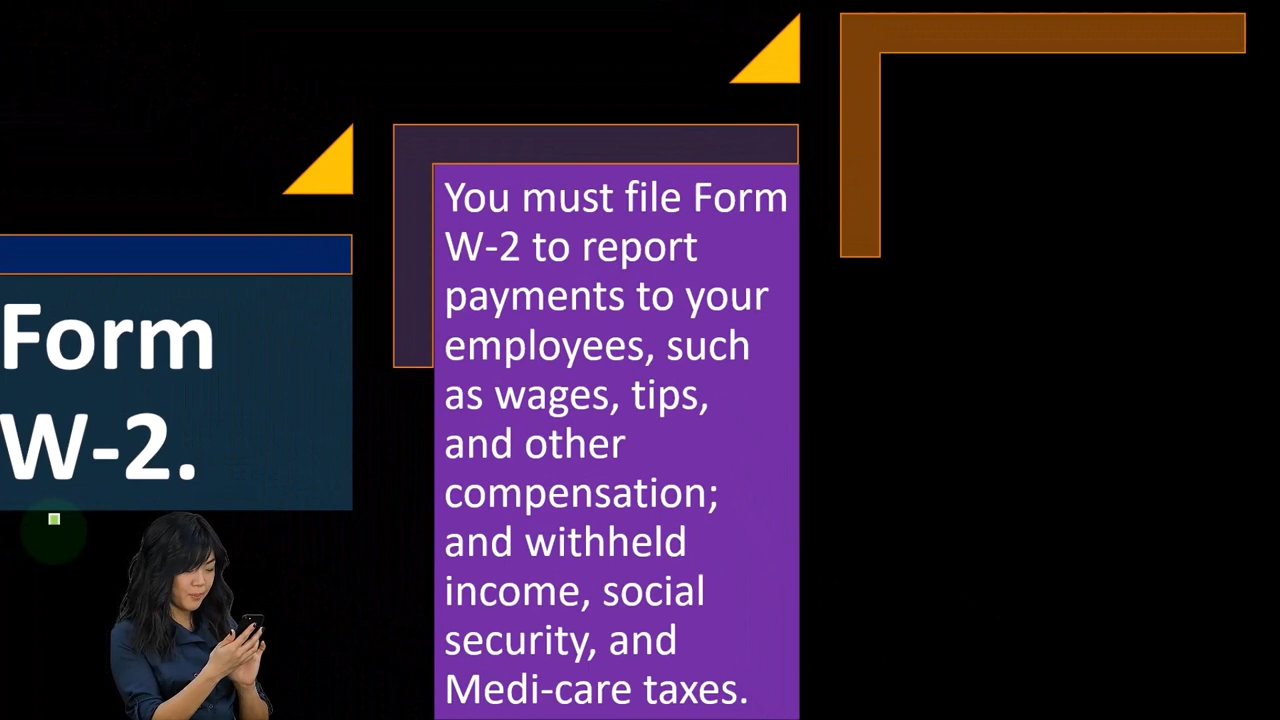 Form
W-2.
You must file Form
W-2 to report
payments to your
employees, such
as wages, tips,
and other
compensation;
and withheld
income, social
security, and
Medi-care taxes.